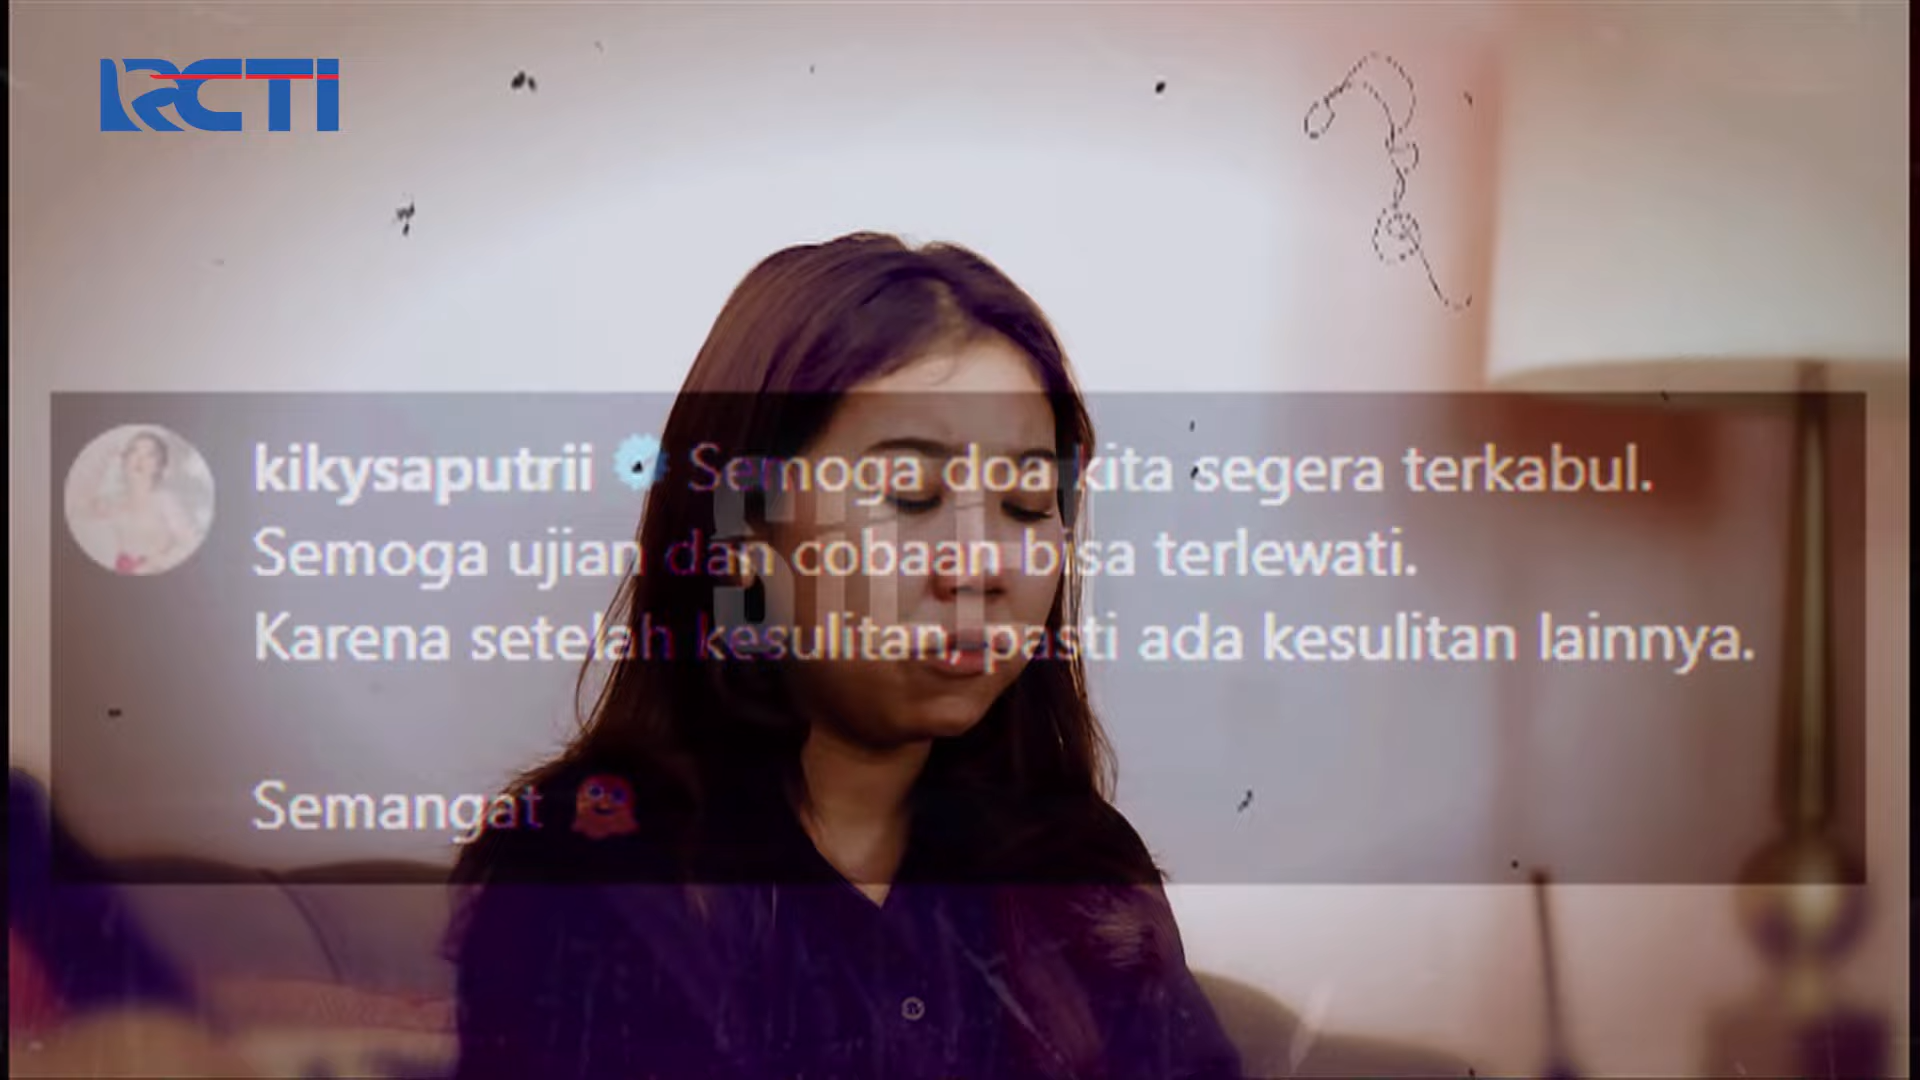 RCTI
kikysaputrii Semoga doa kita segera terkabul.
Semoga ujian dan cobaan bisa terlewati.
Karena setelah kesulitan, pasti ada kesulitan lainnya.
Semangat